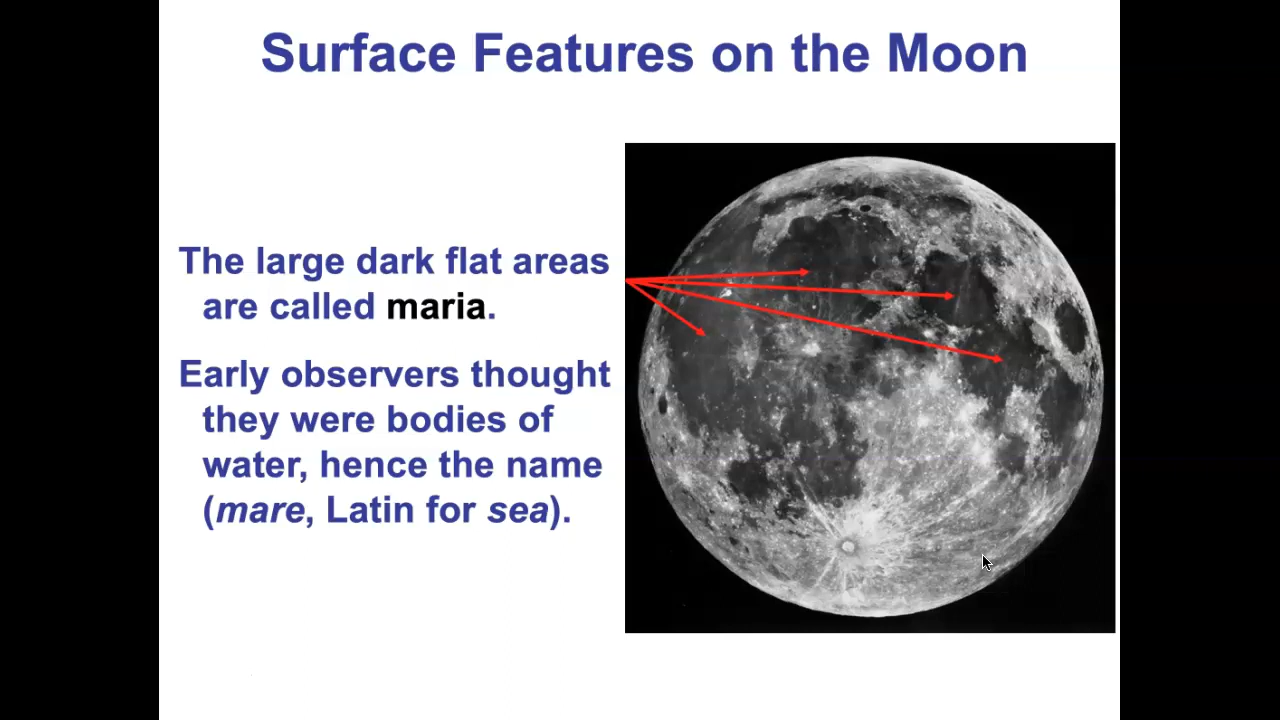 Surface Features on the Moon
The large dark flat areas
are called maria.
Early observers thought
they were bodies of
water, hence the name
(mare, Latin for sea).